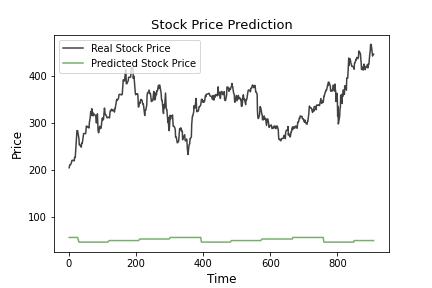 Stock Price Prediction
Real Stock Price
Predicted Stock Price
400
300
200
100
Price
0
200
400
600
800
Time